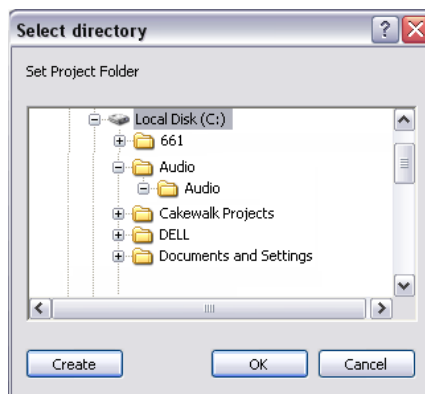 Select directory
Set Project Folder
Local Disk (C:)
661
Audio
Audio
Cakewalk Projects
DELL
Documents and Settings
Create OK Cancel